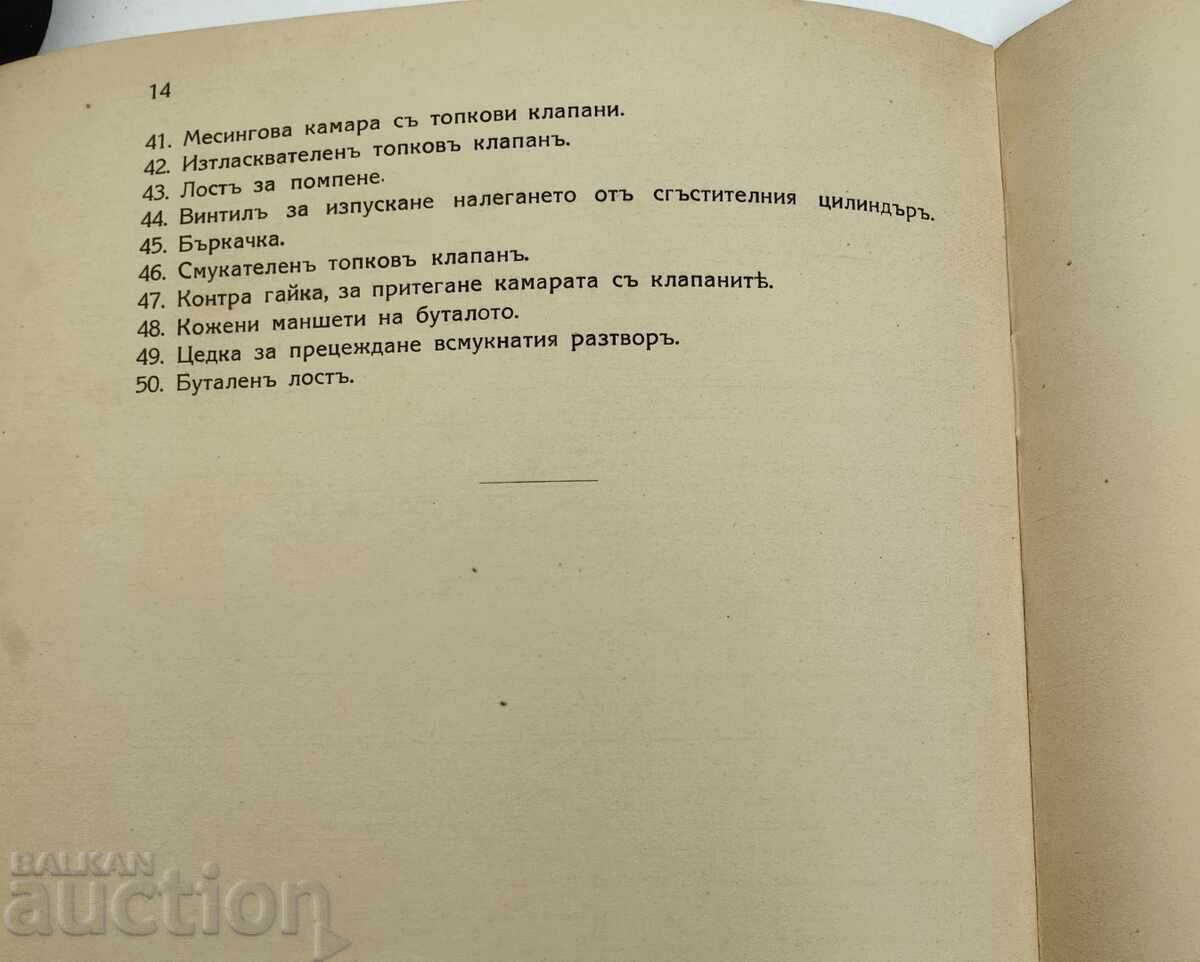 14
41. Месингова камара съ топкови клапани.
42. Изтласквателенъ топковъ клапанъ.
43. Лостъ за помпене.
44. Винтилъ за изпускане налегането отъ сгъстителния цилиндъръ.
45. Бъркачка.
46. Смукателенъ топковъ клапанъ.
47. Контра гайка, за притегане камарата съ клапанитѣ.
48. Кожени маншети на буталото.
49. Цедка за прецеждане всмукнатия разтворъ.
50. Буталенъ лостъ.
BALKAN
auction